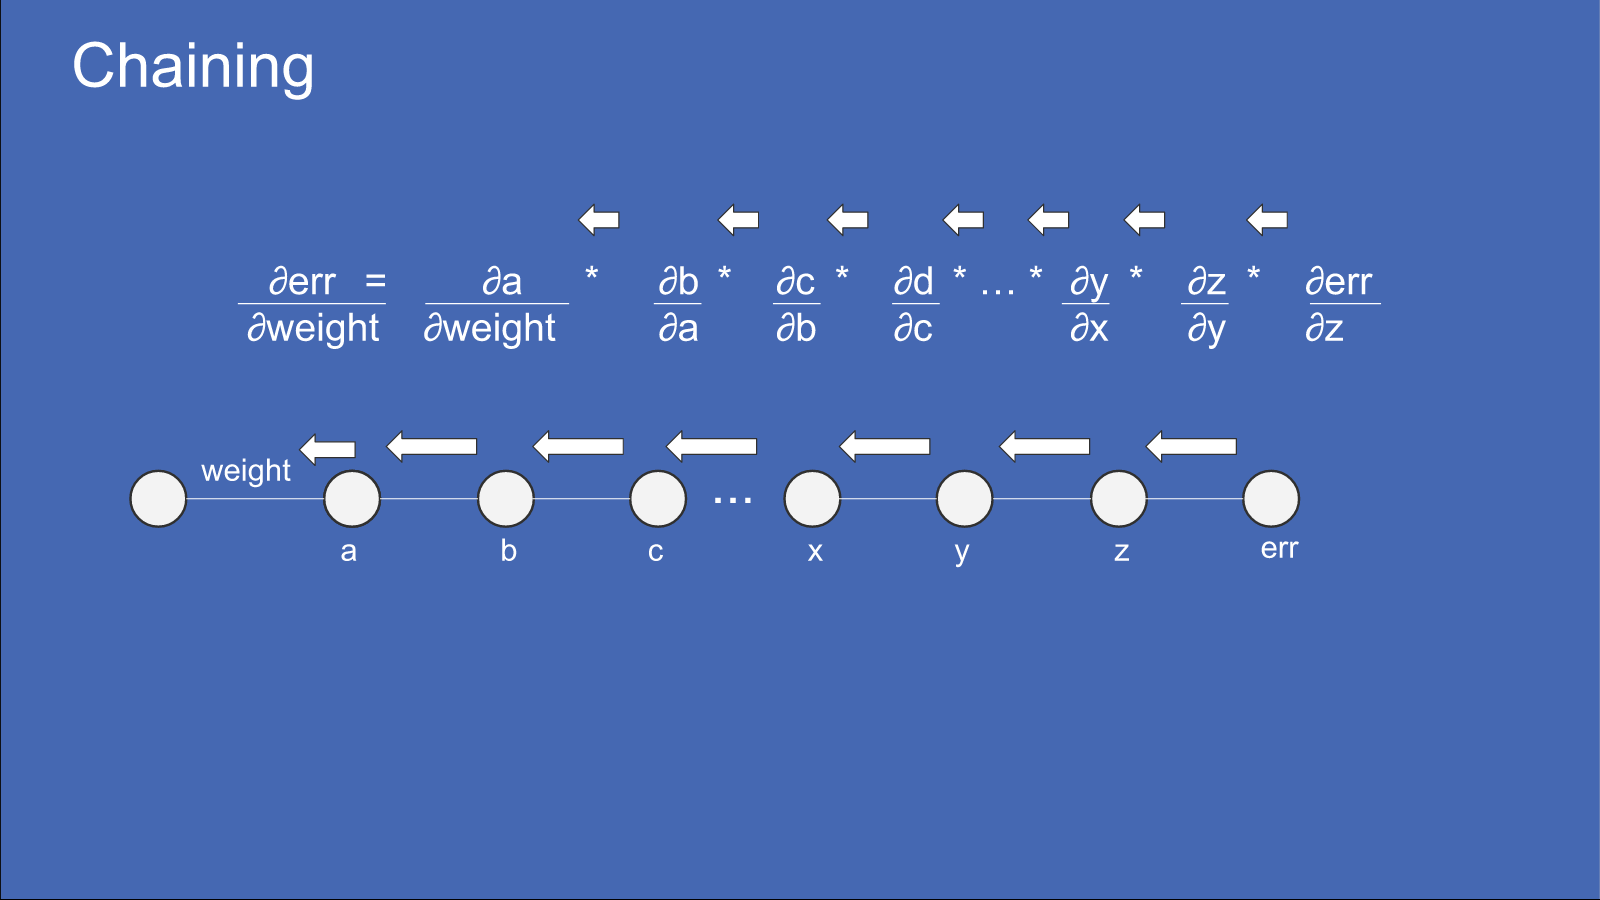 Chaining
∂err = ∂a * ∂b * ∂c * ∂d * … * ∂y * ∂z * ∂err
∂weight ∂weight ∂a ∂b ∂c ∂x ∂y ∂z
weight
…
a b c x y z err